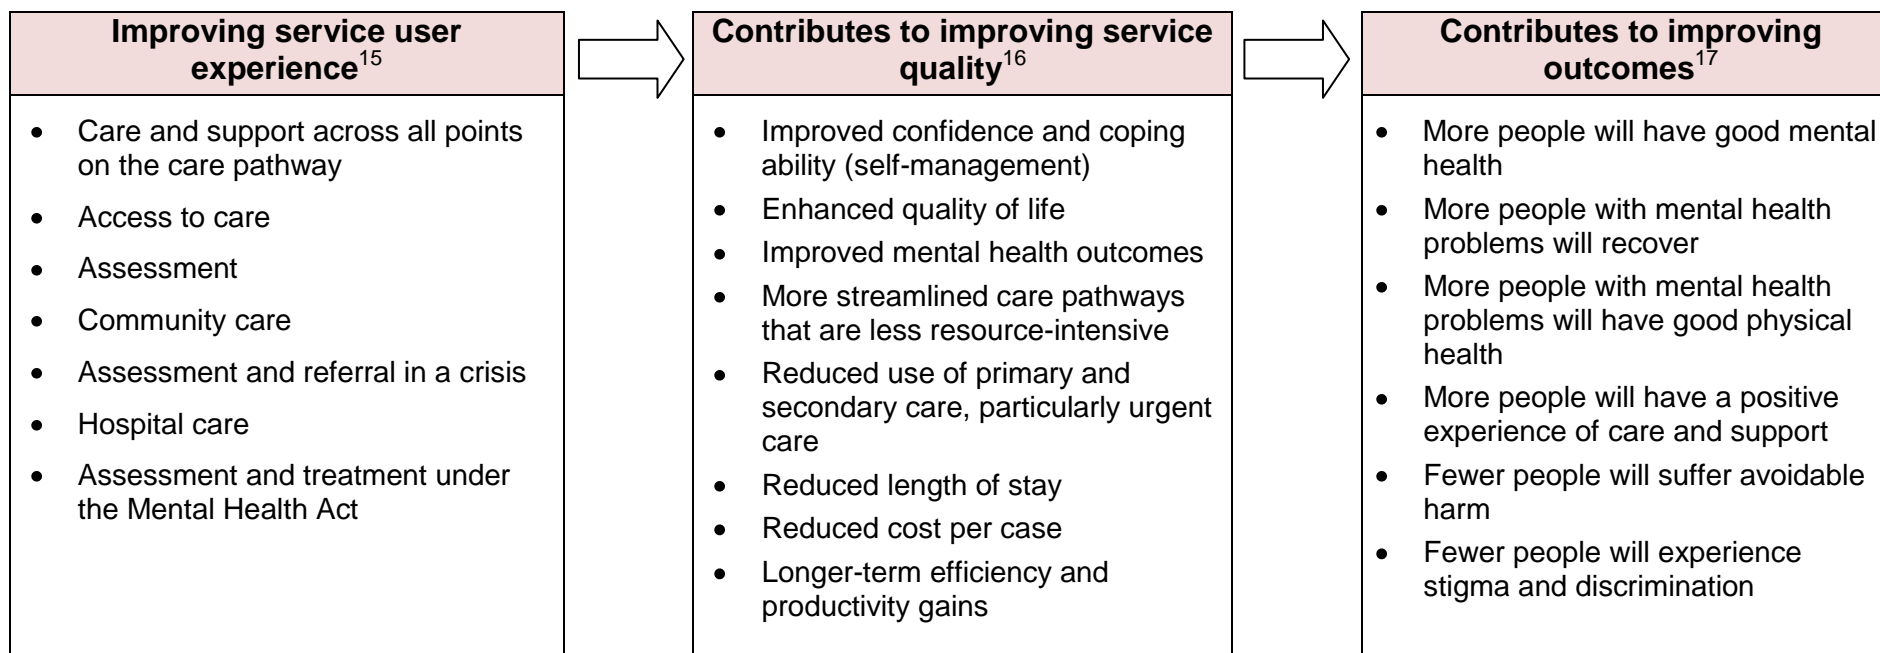 Improving service user
experience15
• Care and support across all points
on the care pathway
• Access to care
• Assessment
• Community care
• Assessment and referral in a crisis
• Hospital care
• Assessment and treatment under
the Mental Health Act
Contributes to improving service
quality16
• Improved confidence and coping
ability (self-management)
• Enhanced quality of life
• Improved mental health outcomes
• More streamlined care pathways
that are less resource-intensive
• Reduced use of primary and
secondary care, particularly urgent
care
• Reduced length of stay
• Reduced cost per case
• Longer-term efficiency and
productivity gains
Contributes to improving
outcomes17
• More people will have good mental
health
• More people with mental health
problems will recover
• More people with mental health
problems will have good physical
health
• More people will have a positive
experience of care and support
• Fewer people will suffer avoidable
harm
• Fewer people will experience
stigma and discrimination